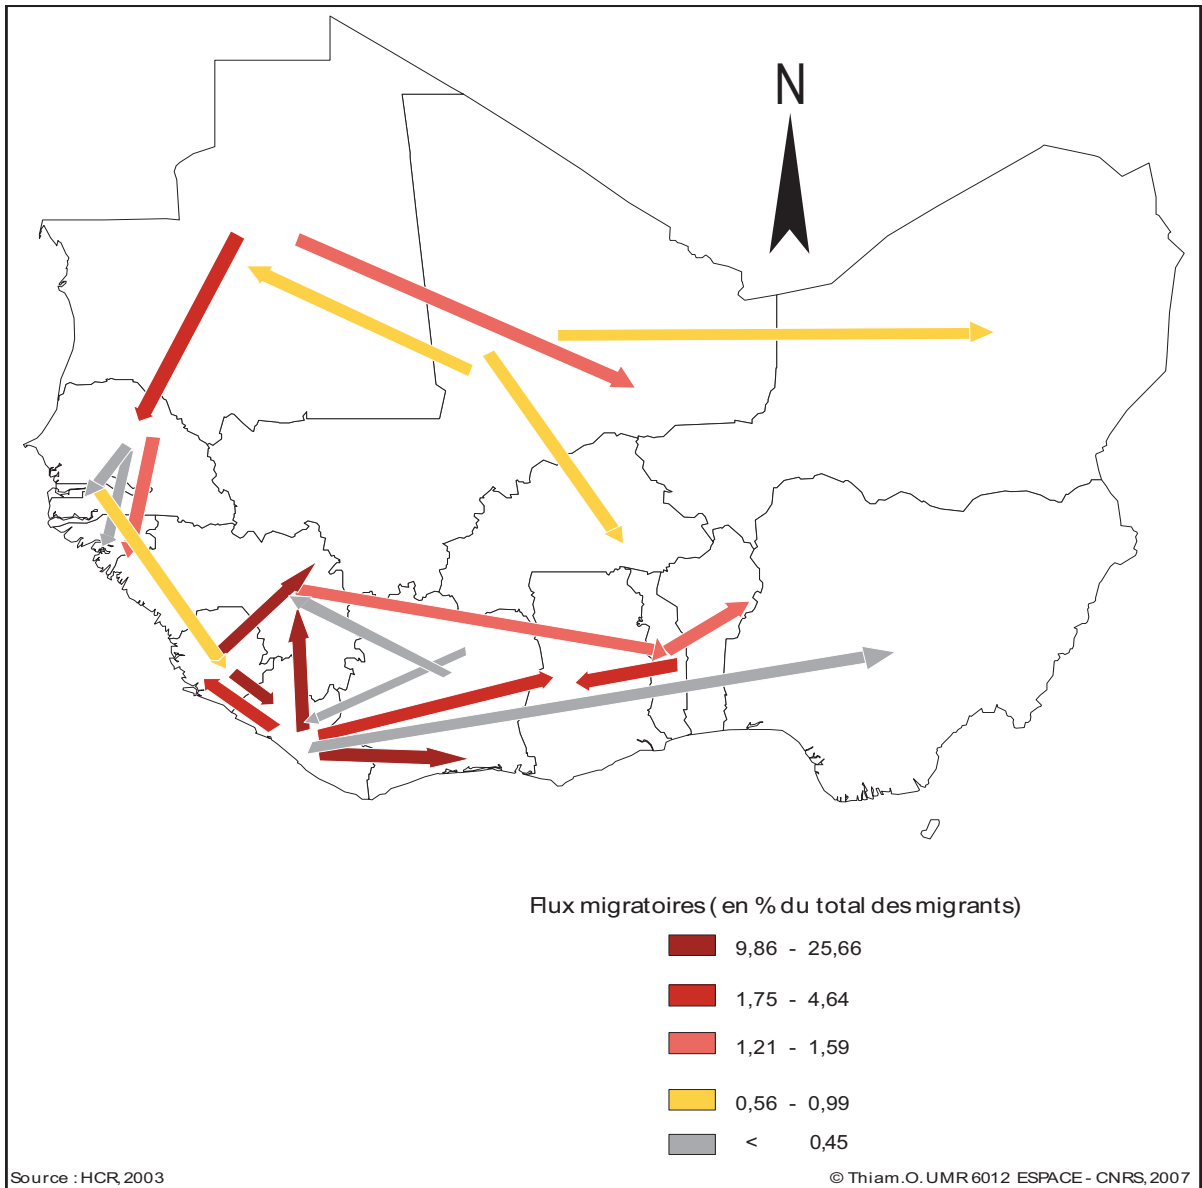 N
Flux migratoires ( en % du total des migrants)
9,86 - 25,66
1,75 - 4,64
1,21 - 1,59
0,56 - 0,99
< 0,45
Source : HCR, 2003
© Thiam.O. UMR 6012 ESPACE - CNRS, 2007